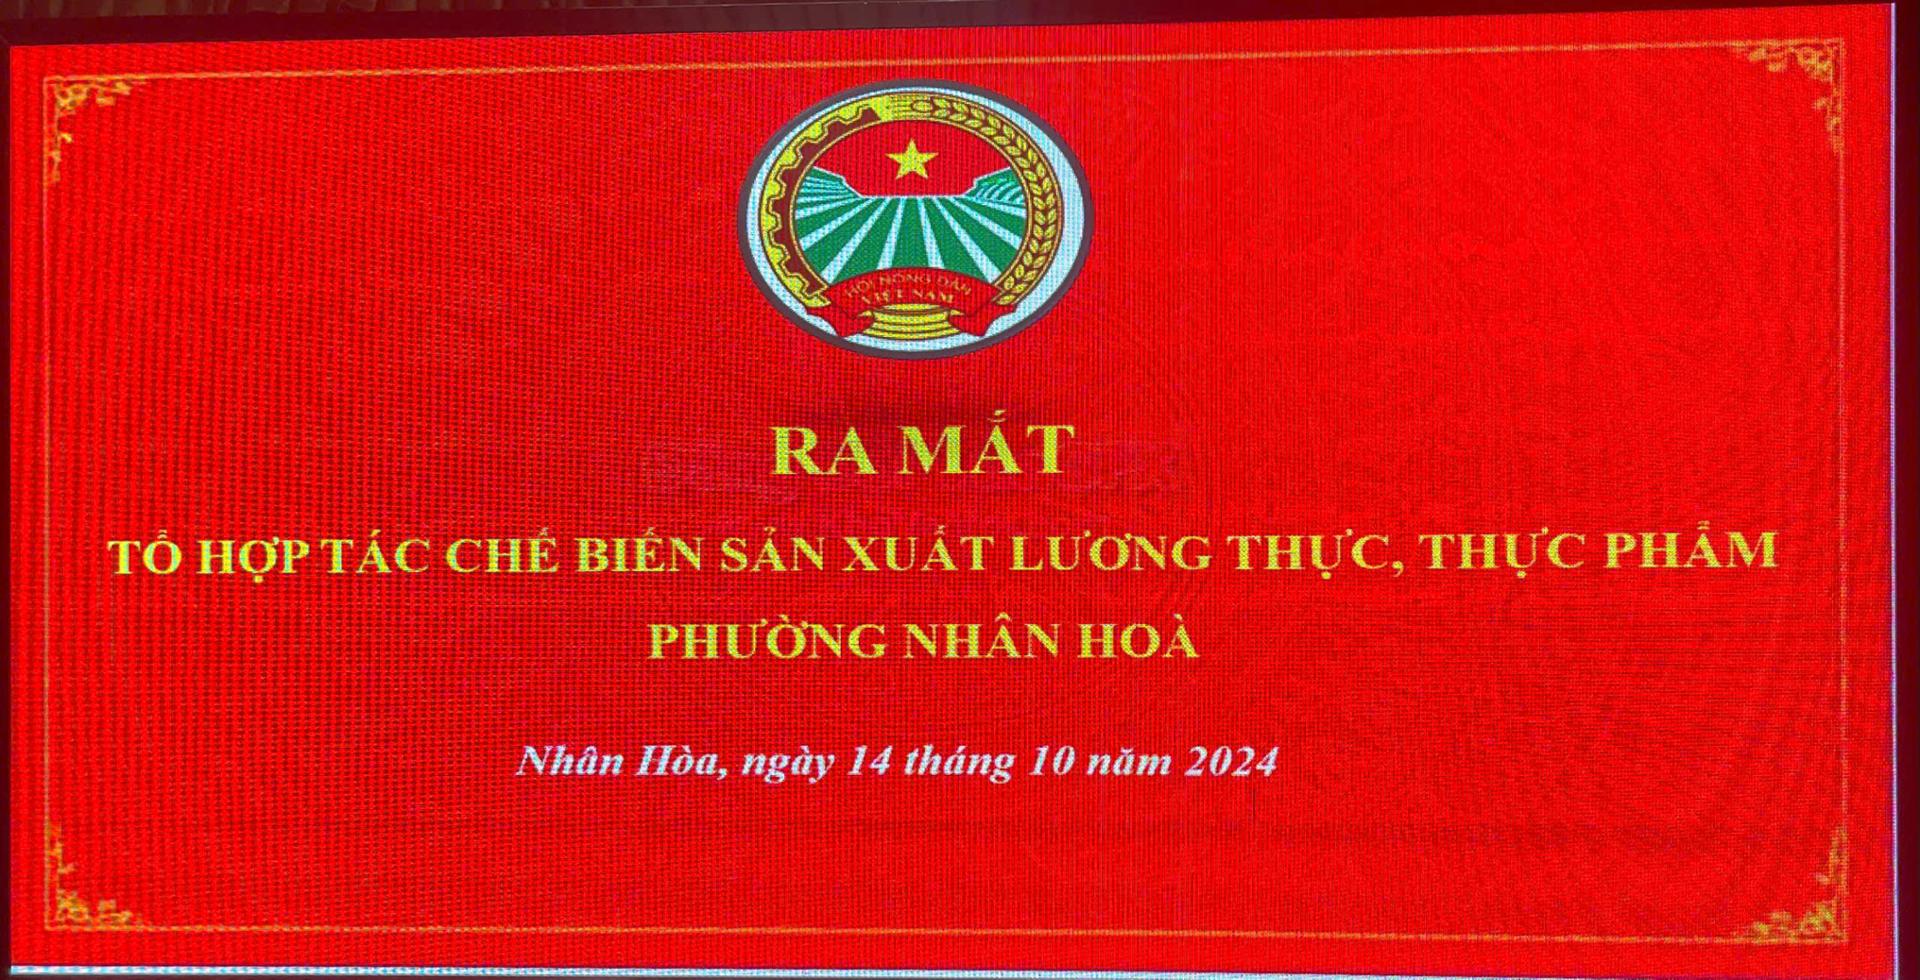 HỘI NÔNG DÂN
VIỆT NAM
RA MẮT
TỔ HỢP TÁC CHẾ BIẾN SẢN XUẤT LƯƠNG THỰC, THỰC PHẨM
PHƯỜNG NHÂN HOÀ
Nhân Hòa, ngày 14 tháng 10 năm 2024